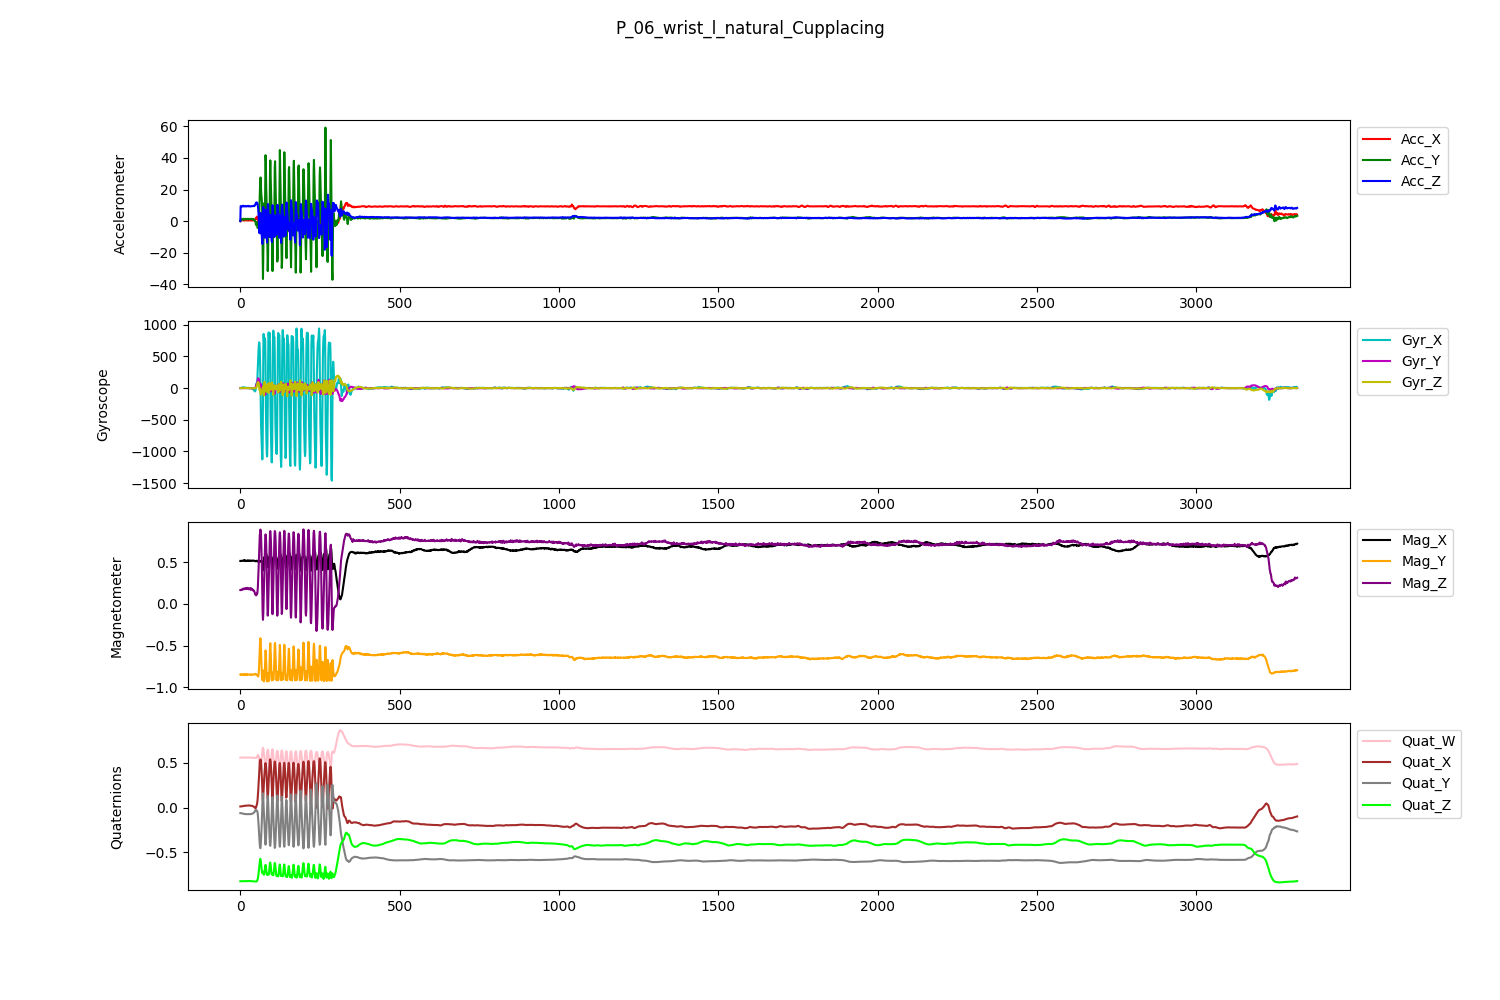 P_06_wrist_l_natural_Cupplacing
Accelerometer
60
40
20
0
−20
−40
0 500 1000 1500 2000 2500 3000
Acc_X
Acc_Y
Acc_Z
Gyroscope
1000
500
0
−500
−1000
−1500
0 500 1000 1500 2000 2500 3000
Gyr_X
Gyr_Y
Gyr_Z
Magnetometer
0.5
0.0
−0.5
−1.0
0 500 1000 1500 2000 2500 3000
Mag_X
Mag_Y
Mag_Z
Quaternions
0.5
0.0
−0.5
0 500 1000 1500 2000 2500 3000
Quat_W
Quat_X
Quat_Y
Quat_Z